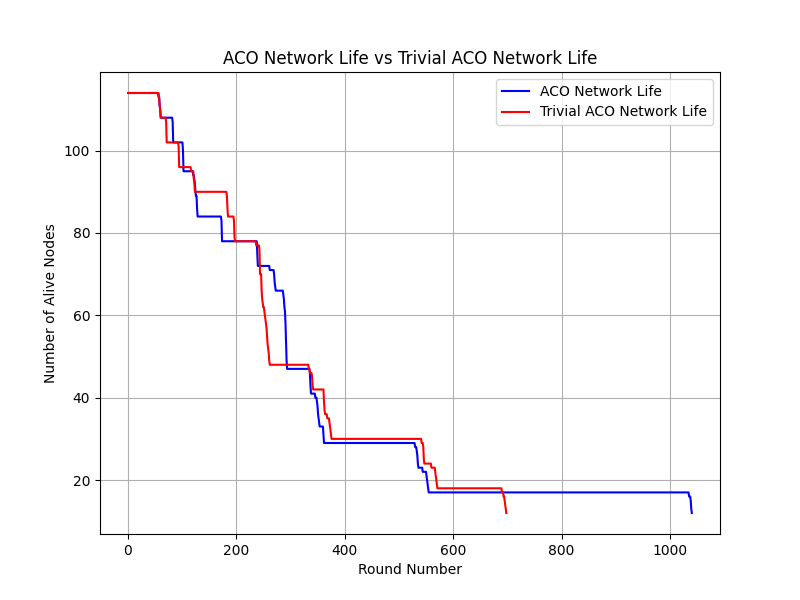 ACO Network Life vs Trivial ACO Network Life
ACO Network Life
Trivial ACO Network Life
Number of Alive Nodes
100
80
60
40
20
0 200 400 600 800 1000
Round Number